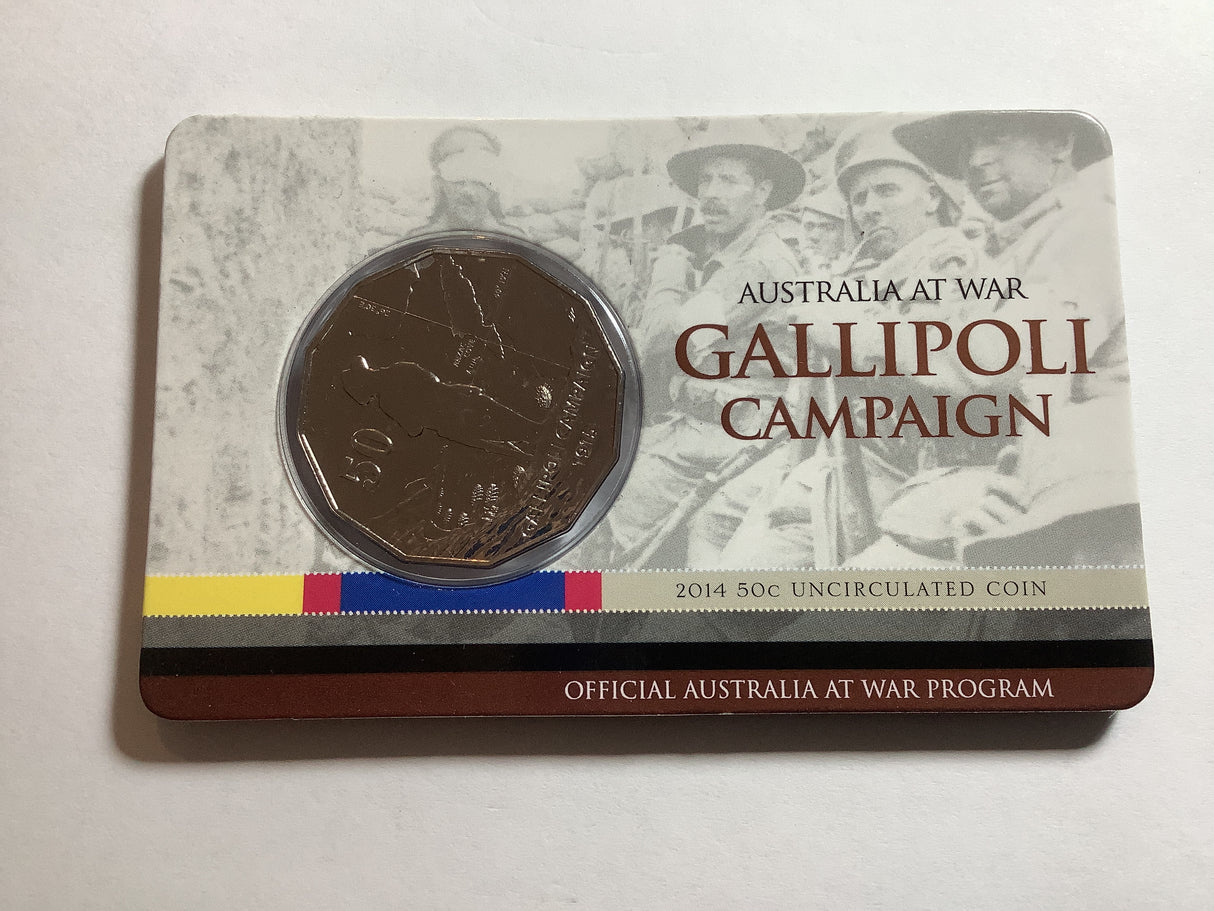 AUSTRALIA AT WAR
GALLIPOLI
CAMPAIGN
50
GALLIPOLI CAMPAIGN
2014 50c UNCIRCULATED COIN
OFFICIAL AUSTRALIA AT WAR PROGRAM